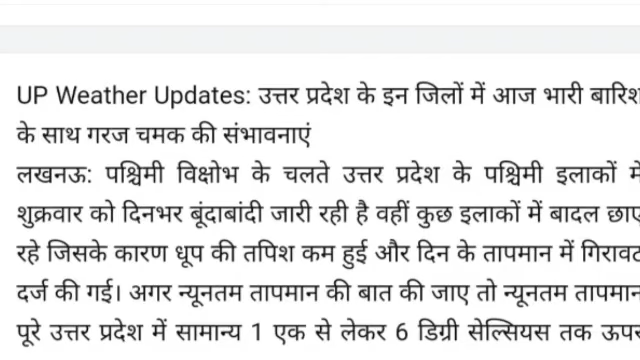 UP Weather Updates: उत्तर प्रदेश के इन जिलों में आज भारी बारिश
के साथ गरज चमक की संभावनाएं
लखनऊ: पश्चिमी विक्षोभ के चलते उत्तर प्रदेश के पश्चिमी इलाकों में
शुक्रवार को दिनभर बूंदाबांदी जारी रही है वहीं कुछ इलाकों में बादल छाए
रहे जिसके कारण धूप की तपिश कम हुई और दिन के तापमान में गिरावट
दर्ज की गई। अगर न्यूनतम तापमान की बात की जाए तो न्यूनतम तापमान
पूरे उत्तर प्रदेश में सामान्य 1 एक से लेकर 6 डिग्री सेल्सियस तक ऊपर